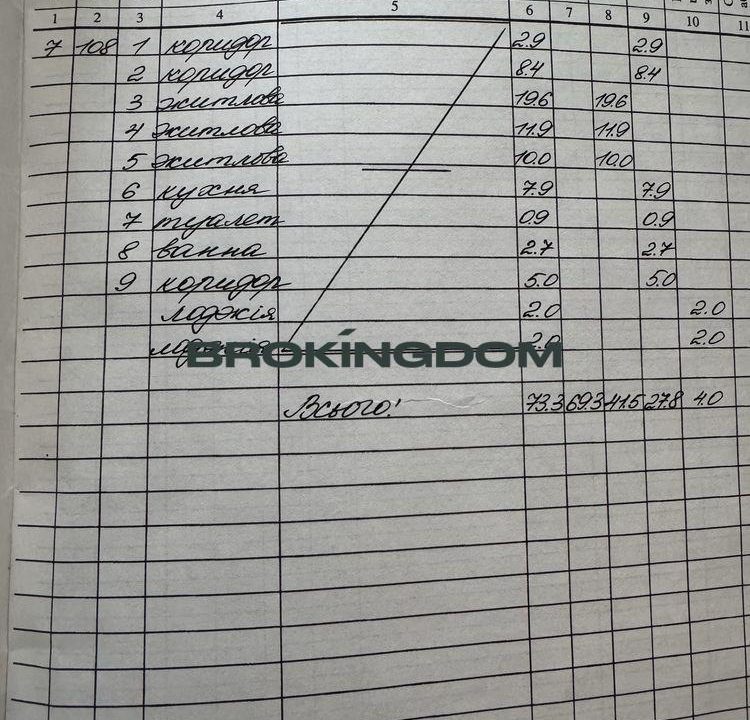 1 2 3 4 5 6 7 8 9 10 11
7 108 1 коридор 2.9 2.9
2 коридор 8.4 8.4
3 житлова 19.6 19.6
4 житлова 11.9 11.9
5 житлова 10.0 10.0
6 кухня 7.9 7.9
7 туалет 0.9 0.9
8 ванна 2.7 2.7
9 коридор 5.0 5.0
лоджія 2.0 2.0
лоджія 2.0 2.0
BROKINGDOM
Всього! 73.3 69.3 41.5 27.8 4.0